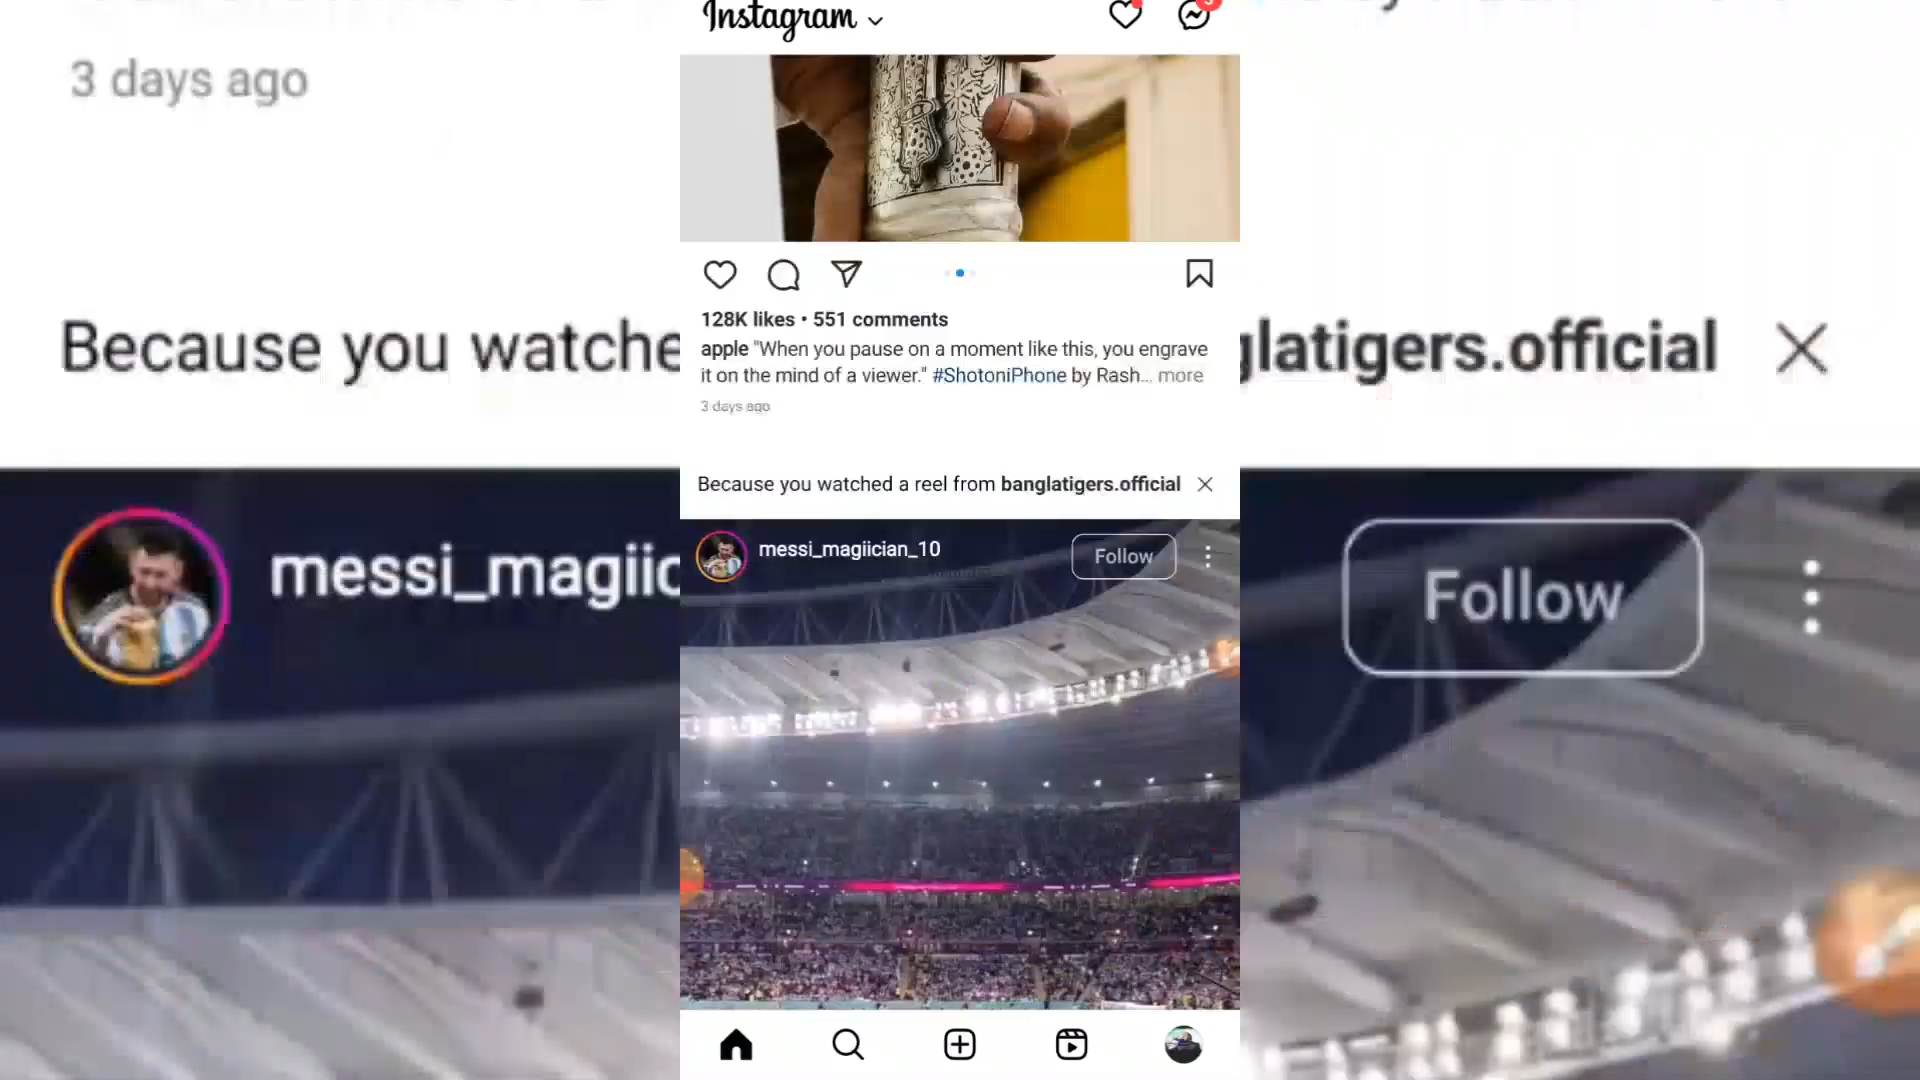 Instagram
3 days ago
128K likes • 551 comments
apple "When you pause on a moment like this, you engrave
it on the mind of a viewer." #ShotoniPhone by Rash... more
3 days ago
Because you watche
glatigers.official
Because you watched a reel from banglatigers.official
messi_magiic
messi_magiician_10
Follow
Follow